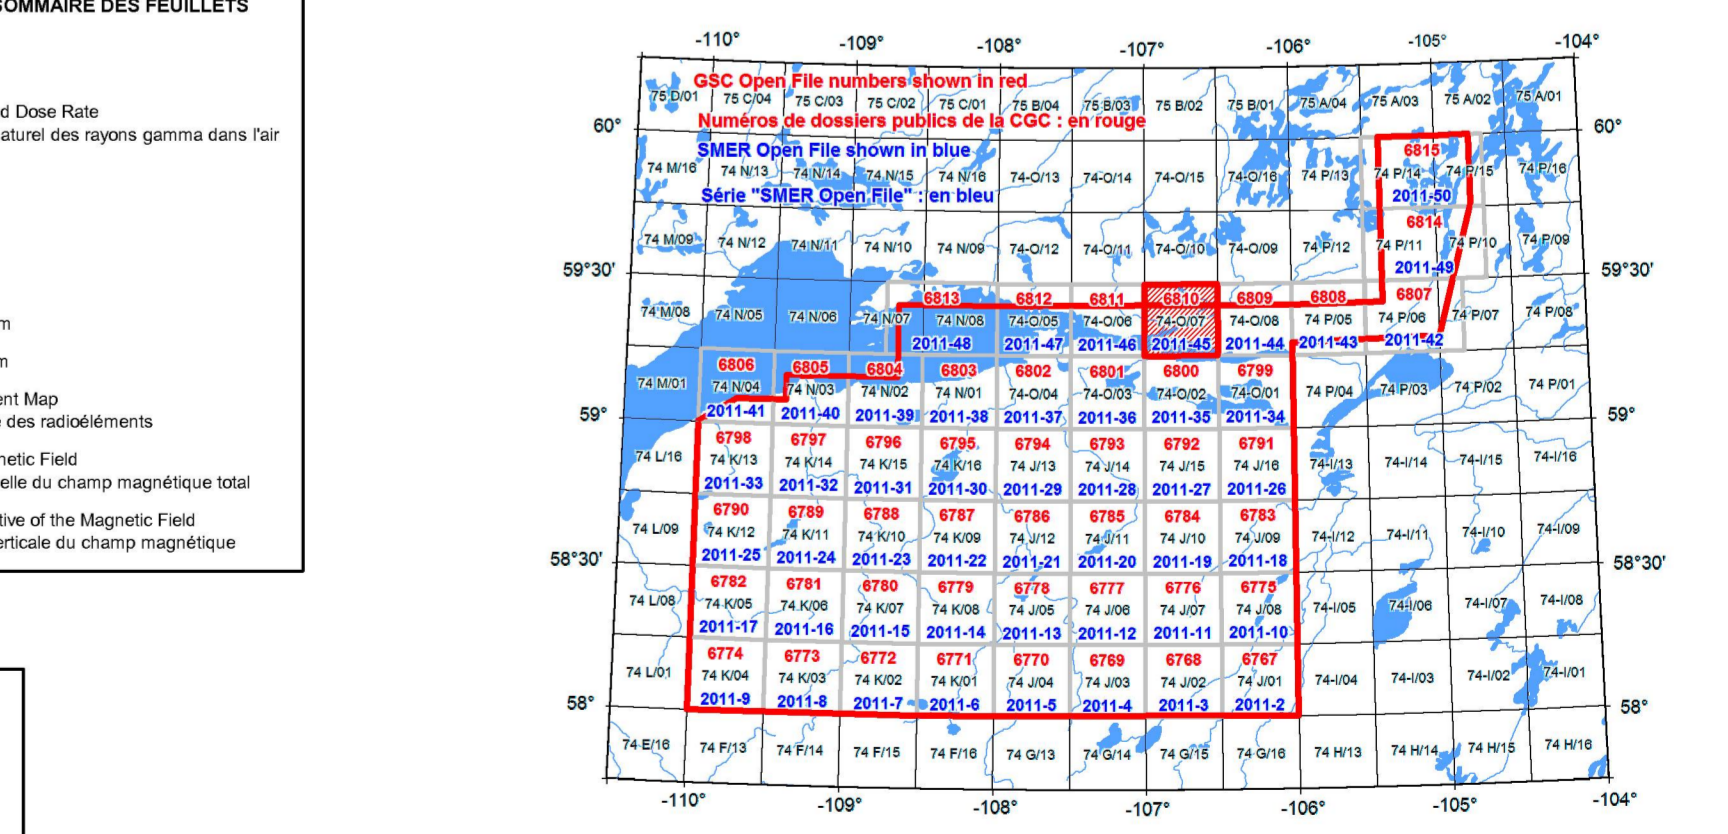 SOMMAIRE DES FEUILLETS
d Dose Rate
aturel des rayons gamma dans l'air
m
m
ent Map
e des radioéléments
netic Field
elle du champ magnétique total
tive of the Magnetic Field
erticale du champ magnétique
-110° -109° -108° -107° -106° -105° -104°
GSC Open File numbers shown in red
75 D/01 75 C/04 75 C/03 75 C/02 75 C/01 75 B/04 75 B/03 75 B/02 75 B/01 75 A/04 75 A/03 75 A/02 75 A/01
Numéros de dossiers publics de la CGC : en rouge
60° 60°
SMER Open File shown in blue
6815
74 M/16 74 N/13 74 N/14 74 N/15 74 N/16 74-O/13 74-O/14 74-O/15 74-O/16 74 P/13 74 P/14 74 P/15 74 P/16
Série "SMER Open File" : en bleu
2011-50
6814
74 M/09 74 N/12 74 N/11 74 N/10 74 N/09 74-O/12 74-O/11 74-O/10 74-O/09 74 P/12 74 P/11 74 P/10 74 P/09
2011-49
59°30' 59°30'
6813 6812 6811 6810 6809 6808 6807
74 M/08 74 N/05 74 N/06 74 N/07 74 N/08 74-O/05 74-O/06 74-O/07 74-O/08 74 P/05 74 P/06 74 P/07 74 P/08
2011-48 2011-47 2011-46 2011-45 2011-44 2011-43 2011-42
6806 6805 6804 6803 6802 6801 6800 6799
74 M/01 74 N/04 74 N/03 74 N/02 74 N/01 74-O/04 74-O/03 74-O/02 74-O/01 74 P/04 74 P/03 74 P/02 74 P/01
2011-41 2011-40 2011-39 2011-38 2011-37 2011-36 2011-35 2011-34
59° 59°
6798 6797 6796 6795 6794 6793 6792 6791
74 L/16 74 K/13 74 K/14 74 K/15 74 K/16 74 J/13 74 J/14 74 J/15 74 J/16 74-I/13 74-I/14 74-I/15 74-I/16
2011-33 2011-32 2011-31 2011-30 2011-29 2011-28 2011-27 2011-26
6790 6789 6788 6787 6786 6785 6784 6783
74 L/09 74 K/12 74 K/11 74 K/10 74 K/09 74 J/12 74 J/11 74 J/10 74 J/09 74-I/12 74-I/11 74-I/10 74-I/09
2011-25 2011-24 2011-23 2011-22 2011-21 2011-20 2011-19 2011-18
58°30' 58°30'
6782 6781 6780 6779 6778 6777 6776 6775
74 L/08 74 K/05 74 K/06 74 K/07 74 K/08 74 J/05 74 J/06 74 J/07 74 J/08 74-I/05 74-I/06 74-I/07 74-I/08
2011-17 2011-16 2011-15 2011-14 2011-13 2011-12 2011-11 2011-10
6774 6773 6772 6771 6770 6769 6768 6767
74 L/01 74 K/04 74 K/03 74 K/02 74 K/01 74 J/04 74 J/03 74 J/02 74 J/01 74-I/04 74-I/03 74-I/02 74-I/01
2011-9 2011-8 2011-7 2011-6 2011-5 2011-4 2011-3 2011-2
58° 58°
74 E/16 74 F/13 74 F/14 74 F/15 74 F/16 74 G/13 74 G/14 74 G/15 74 G/16 74 H/13 74 H/14 74 H/15 74 H/16
-110° -109° -108° -107° -106° -105° -104°